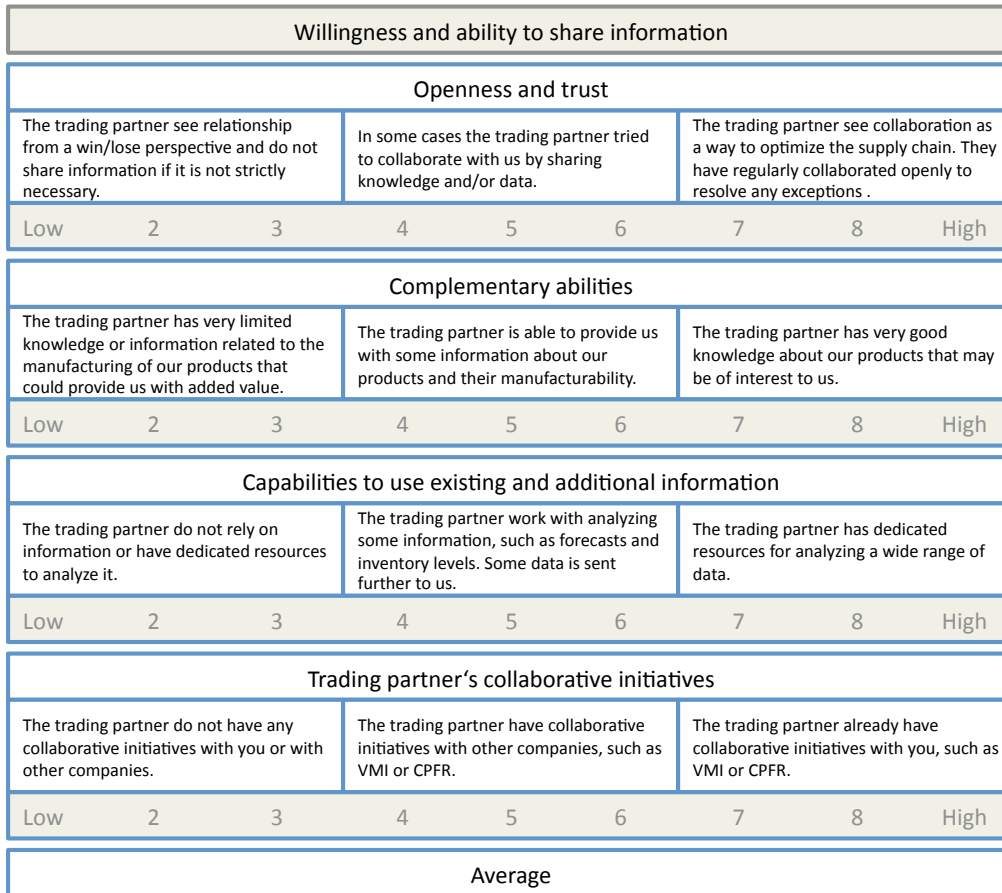 Willingness and ability to share information
Openness and trust
The trading partner see relationship
from a win/lose perspective and do not
share information if it is not strictly
necessary.
In some cases the trading partner tried
to collaborate with us by sharing
knowledge and/or data.
The trading partner see collaboration as
a way to optimize the supply chain. They
have regularly collaborated openly to
resolve any exceptions .
Low 2 3 4 5 6 7 8 High
Complementary abilities
The trading partner has very limited
knowledge or information related to the
manufacturing of our products that
could provide us with added value.
The trading partner is able to provide us
with some information about our
products and their manufacturability.
The trading partner has very good
knowledge about our products that may
be of interest to us.
Low 2 3 4 5 6 7 8 High
Capabilities to use existing and additional information
The trading partner do not rely on
information or have dedicated resources
to analyze it.
The trading partner work with analyzing
some information, such as forecasts and
inventory levels. Some data is sent
further to us.
The trading partner has dedicated
resources for analyzing a wide range of
data.
Low 2 3 4 5 6 7 8 High
Trading partner‘s collaborative initiatives
The trading partner do not have any
collaborative initiatives with you or with
other companies.
The trading partner have collaborative
initiatives with other companies, such as
VMI or CPFR.
The trading partner already have
collaborative initiatives with you, such as
VMI or CPFR.
Low 2 3 4 5 6 7 8 High
Average